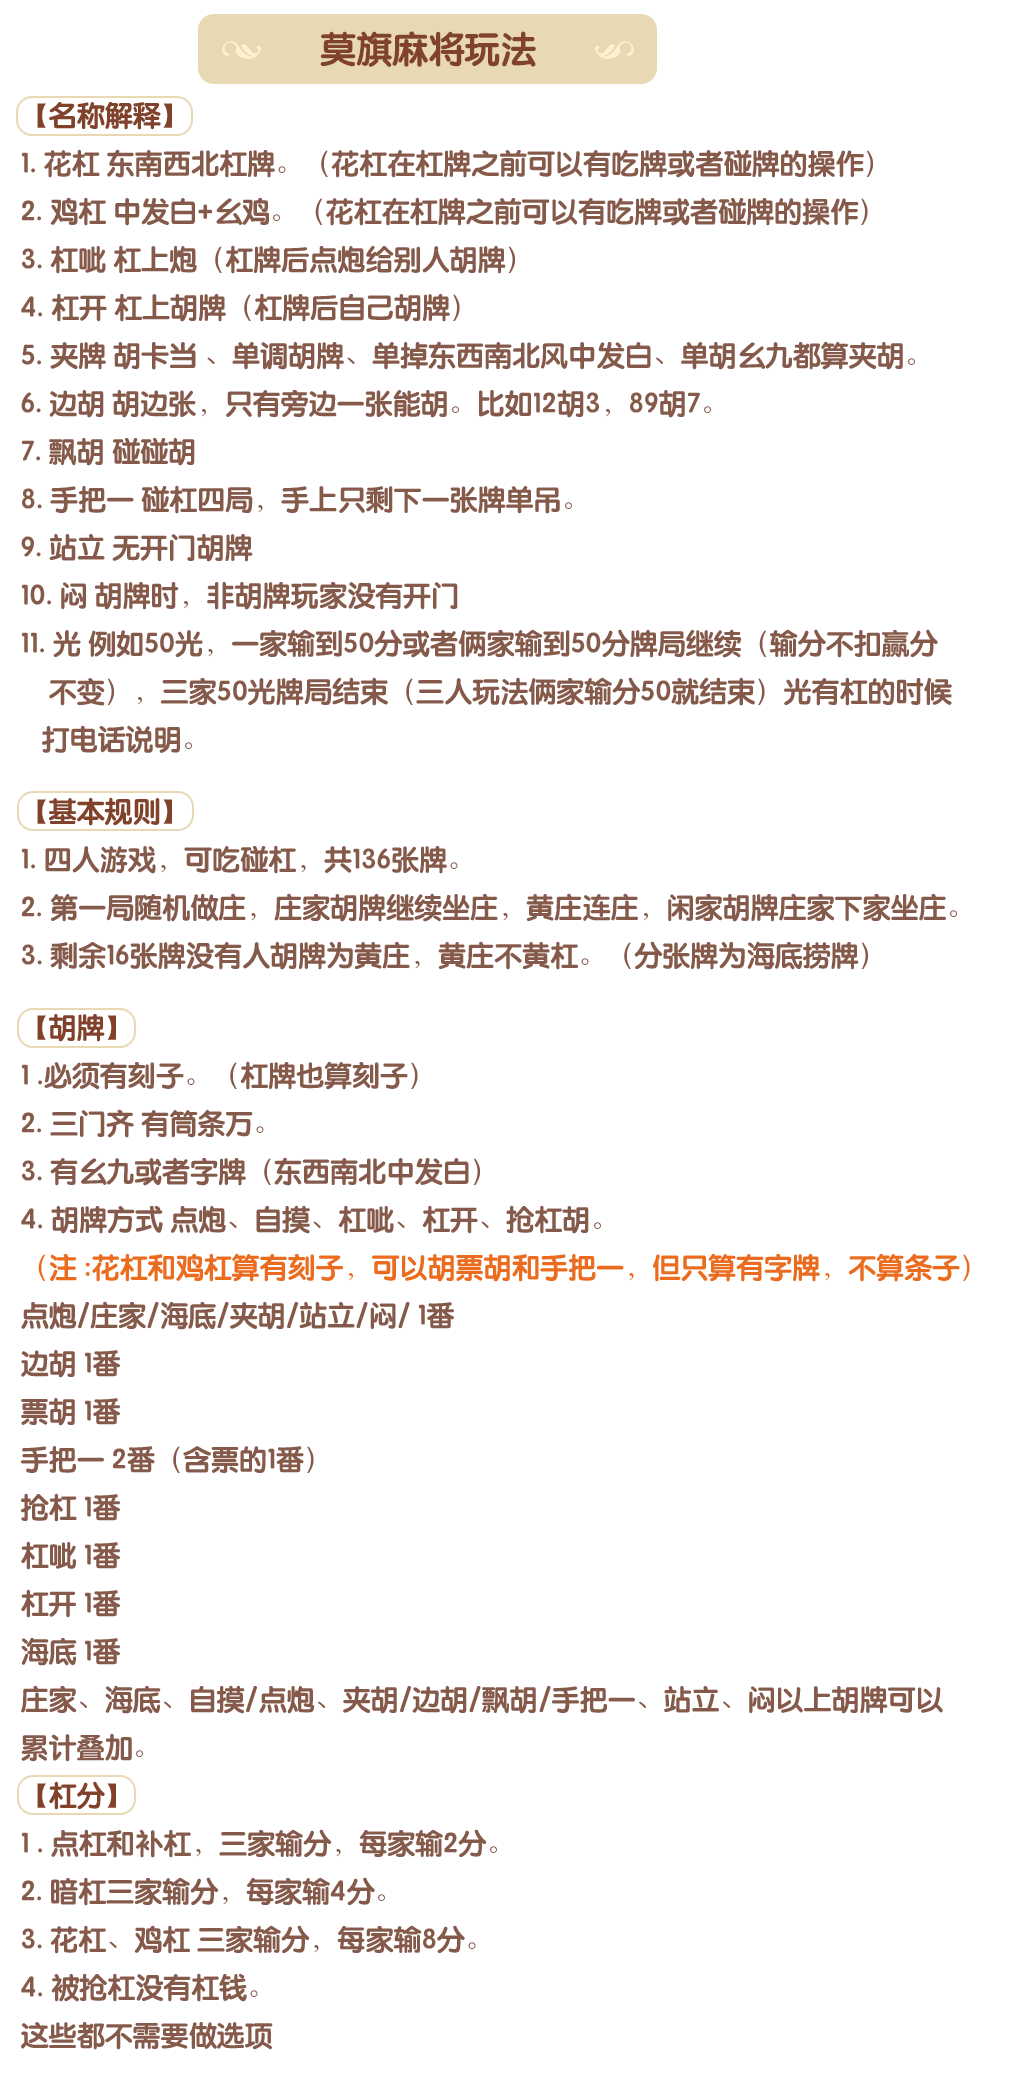 莫旗麻将玩法
【名称解释】
1. 花杠 东南西北杠牌。（花杠在杠牌之前可以有吃牌或者碰牌的操作）
2. 鸡杠 中发白+幺鸡。（花杠在杠牌之前可以有吃牌或者碰牌的操作）
3. 杠呲 杠上炮（杠牌后点炮给别人胡牌）
4. 杠开 杠上胡牌（杠牌后自己胡牌）
5. 夹牌 胡卡当 、单调胡牌、单掉东西南北风中发白、单胡幺九都算夹胡。
6. 边胡 胡边张，只有旁边一张能胡。比如12胡3，89胡7。
7. 飘胡 碰碰胡
8. 手把一 碰杠四局，手上只剩下一张牌单吊。
9. 站立 无开门胡牌
10. 闷 胡牌时，非胡牌玩家没有开门
11. 光 例如50光，一家输到50分或者俩家输到50分牌局继续（输分不扣赢分
不变），三家50光牌局结束（三人玩法俩家输分50就结束）光有杠的时候
打电话说明。
【基本规则】
1. 四人游戏，可吃碰杠，共136张牌。
2. 第一局随机做庄，庄家胡牌继续坐庄，黄庄连庄，闲家胡牌庄家下家坐庄。
3. 剩余16张牌没有人胡牌为黄庄，黄庄不黄杠。（分张牌为海底捞牌）
【胡牌】
1 .必须有刻子。（杠牌也算刻子）
2. 三门齐 有筒条万。
3. 有幺九或者字牌（东西南北中发白）
4. 胡牌方式 点炮、自摸、杠呲、杠开、抢杠胡。
（注 :花杠和鸡杠算有刻子，可以胡票胡和手把一，但只算有字牌，不算条子）
点炮/庄家/海底/夹胡/站立/闷/ 1番
边胡 1番
票胡 1番
手把一 2番（含票的1番）
抢杠 1番
杠呲 1番
杠开 1番
海底 1番
庄家、海底、自摸/点炮、夹胡/边胡/飘胡/手把一、站立、闷以上胡牌可以
累计叠加。
【杠分】
1 . 点杠和补杠，三家输分，每家输2分。
2. 暗杠三家输分，每家输4分。
3. 花杠、鸡杠 三家输分，每家输8分。
4. 被抢杠没有杠钱。
这些都不需要做选项